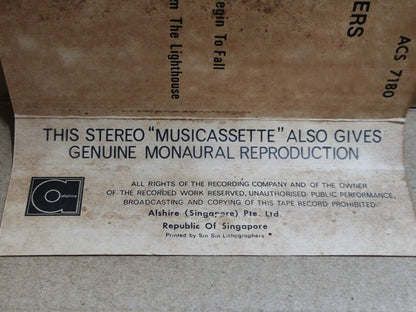 ERS
ACS 7180
egin To Fall
m The Lighthouse
THIS STEREO "MUSICASSETTE" ALSO GIVES
GENUINE MONAURAL REPRODUCTION
alshire
ALL RIGHTS OF THE RECORDING COMPANY AND OF THE OWNER
OF THE RECORDED WORK RESERVED, UNAUTHORISED PUBLIC PERFORMANCE,
BROADCASTING AND COPYING OF THIS TAPE RECORD PROHIBITED.
Alshire (Singapore) Pte. Ltd.
Republic Of Singapore
Printed by Sin Sin Lithographers